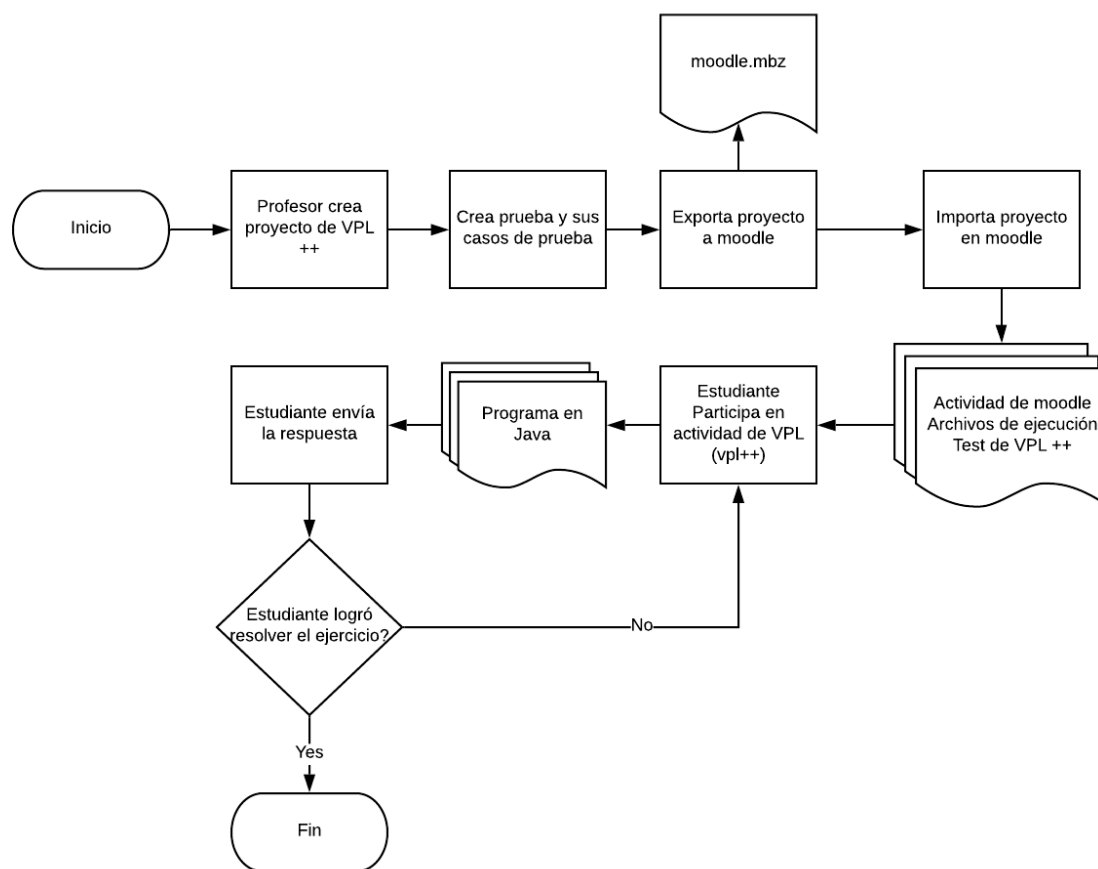 moodle.mbz
Inicio
Profesor crea
proyecto de VPL
++
Crea prueba y sus
casos de prueba
Exporta proyecto
a moodle
Importa proyecto
en moodle
Actividad de moodle
Archivos de ejecución
Test de VPL ++
Estudiante
Participa en
actividad de VPL
(vpl++)
Programa en
Java
Estudiante envía
la respuesta
Estudiante logró
resolver el ejercicio?
No
Yes
Fin